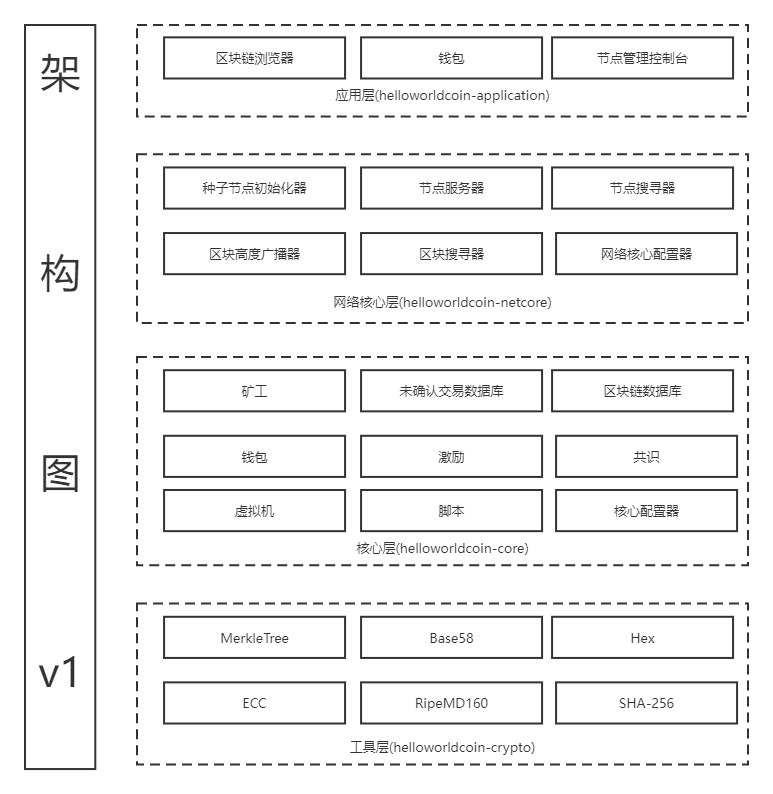 架
构
图
v1
区块链浏览器
钱包
节点管理控制台
应用层(helloworldcoin-application)
种子节点初始化器
节点服务器
节点搜寻器
区块高度广播器
区块搜寻器
网络核心配置器
网络核心层(helloworldcoin-netcore)
矿工
未确认交易数据库
区块链数据库
钱包
激励
共识
虚拟机
脚本
核心配置器
核心层(helloworldcoin-core)
MerkleTree
Base58
Hex
ECC
RipeMD160
SHA-256
工具层(helloworldcoin-crypto)